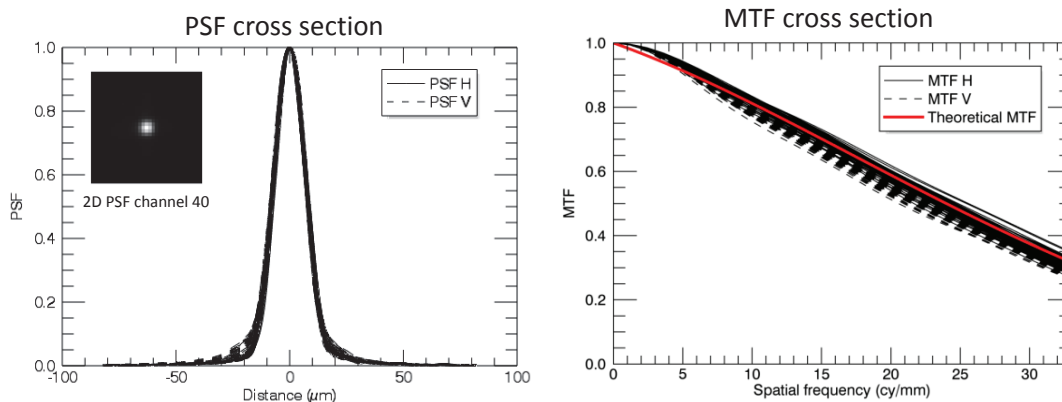 PSF cross section
1.0
0.8
0.6
0.4
0.2
0.0
PSF
PSF H
PSF V
2D PSF channel 40
-100
-50
0
50
100
Distance (μm)
MTF cross section
1.0
0.8
0.6
0.4
0.2
0.0
MTF
MTF H
MTF V
Theoretical MTF
0
5
10
15
20
25
30
Spatial frequency (cy/mm)